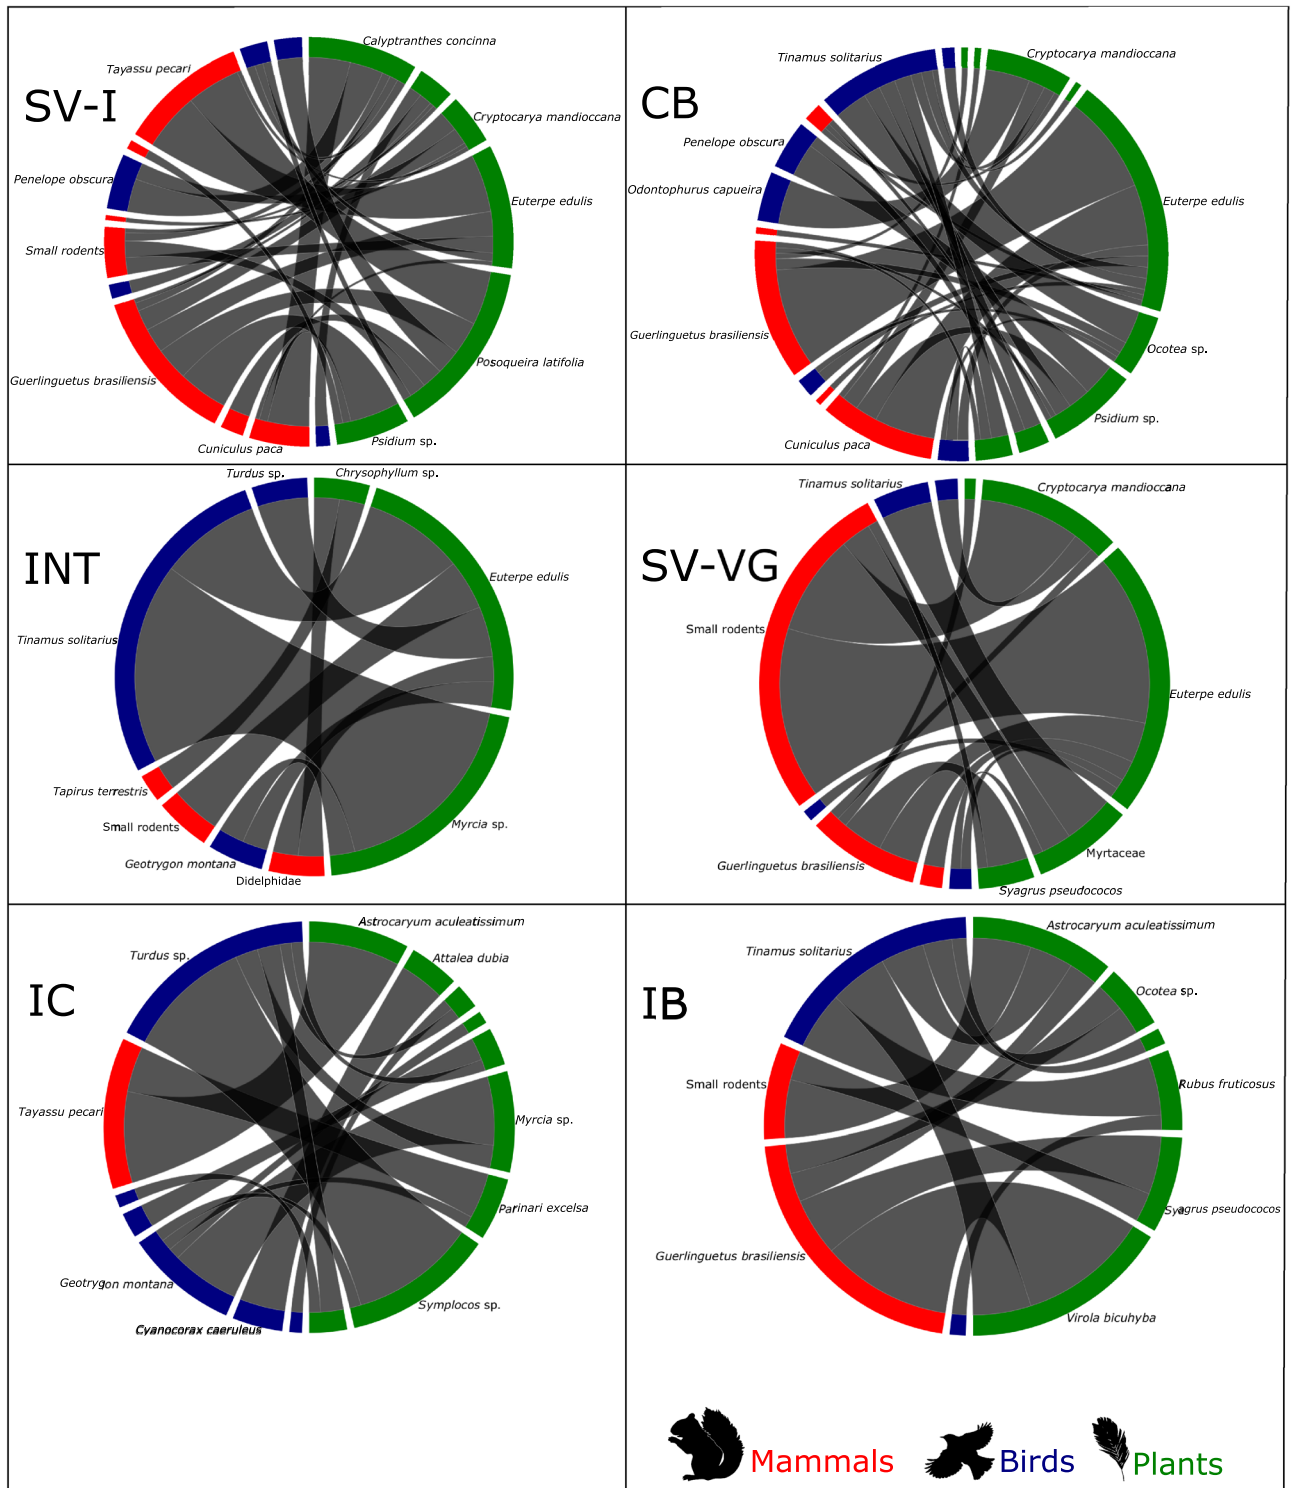 SV-I
Calyptranthes concinna
Tayassu pecari
Cryptocarya mandioccana
Penelope obscura
Euterpe edulis
Small rodents
Posoqueira latifolia
Guerlinguetus brasiliensis
Psidium sp.
Cuniculus paca
CB
Tinamus solitarius
Cryptocarya mandioccana
Penelope obscura
Odontophurus capueira
Euterpe edulis
Guerlinguetus brasiliensis
Ocotea sp.
Psidium sp.
Cuniculus paca
INT
Turdus sp.
Chrysophyllum sp.
Euterpe edulis
Tinamus solitarius
Tapirus terrestris
Small rodents
Myrcia sp.
Geotrygon montana
Didelphidae
SV-VG
Tinamus solitarius
Cryptocarya mandioccana
Small rodents
Euterpe edulis
Guerlinguetus brasiliensis
Myrtaceae
Syagrus pseudococos
IC
Astrocaryum aculeatissimum
Turdus sp.
Attalea dubia
Tayassu pecari
Myrcia sp.
Parinari excelsa
Geotrygon montana
Symplocos sp.
Cyanocorax caeruleus
IB
Astrocaryum aculeatissimum
Tinamus solitarius
Ocotea sp.
Small rodents
Rubus fruticosus
Syagrus pseudococos
Guerlinguetus brasiliensis
Virola bicuhyba
Mammals
Birds
Plants